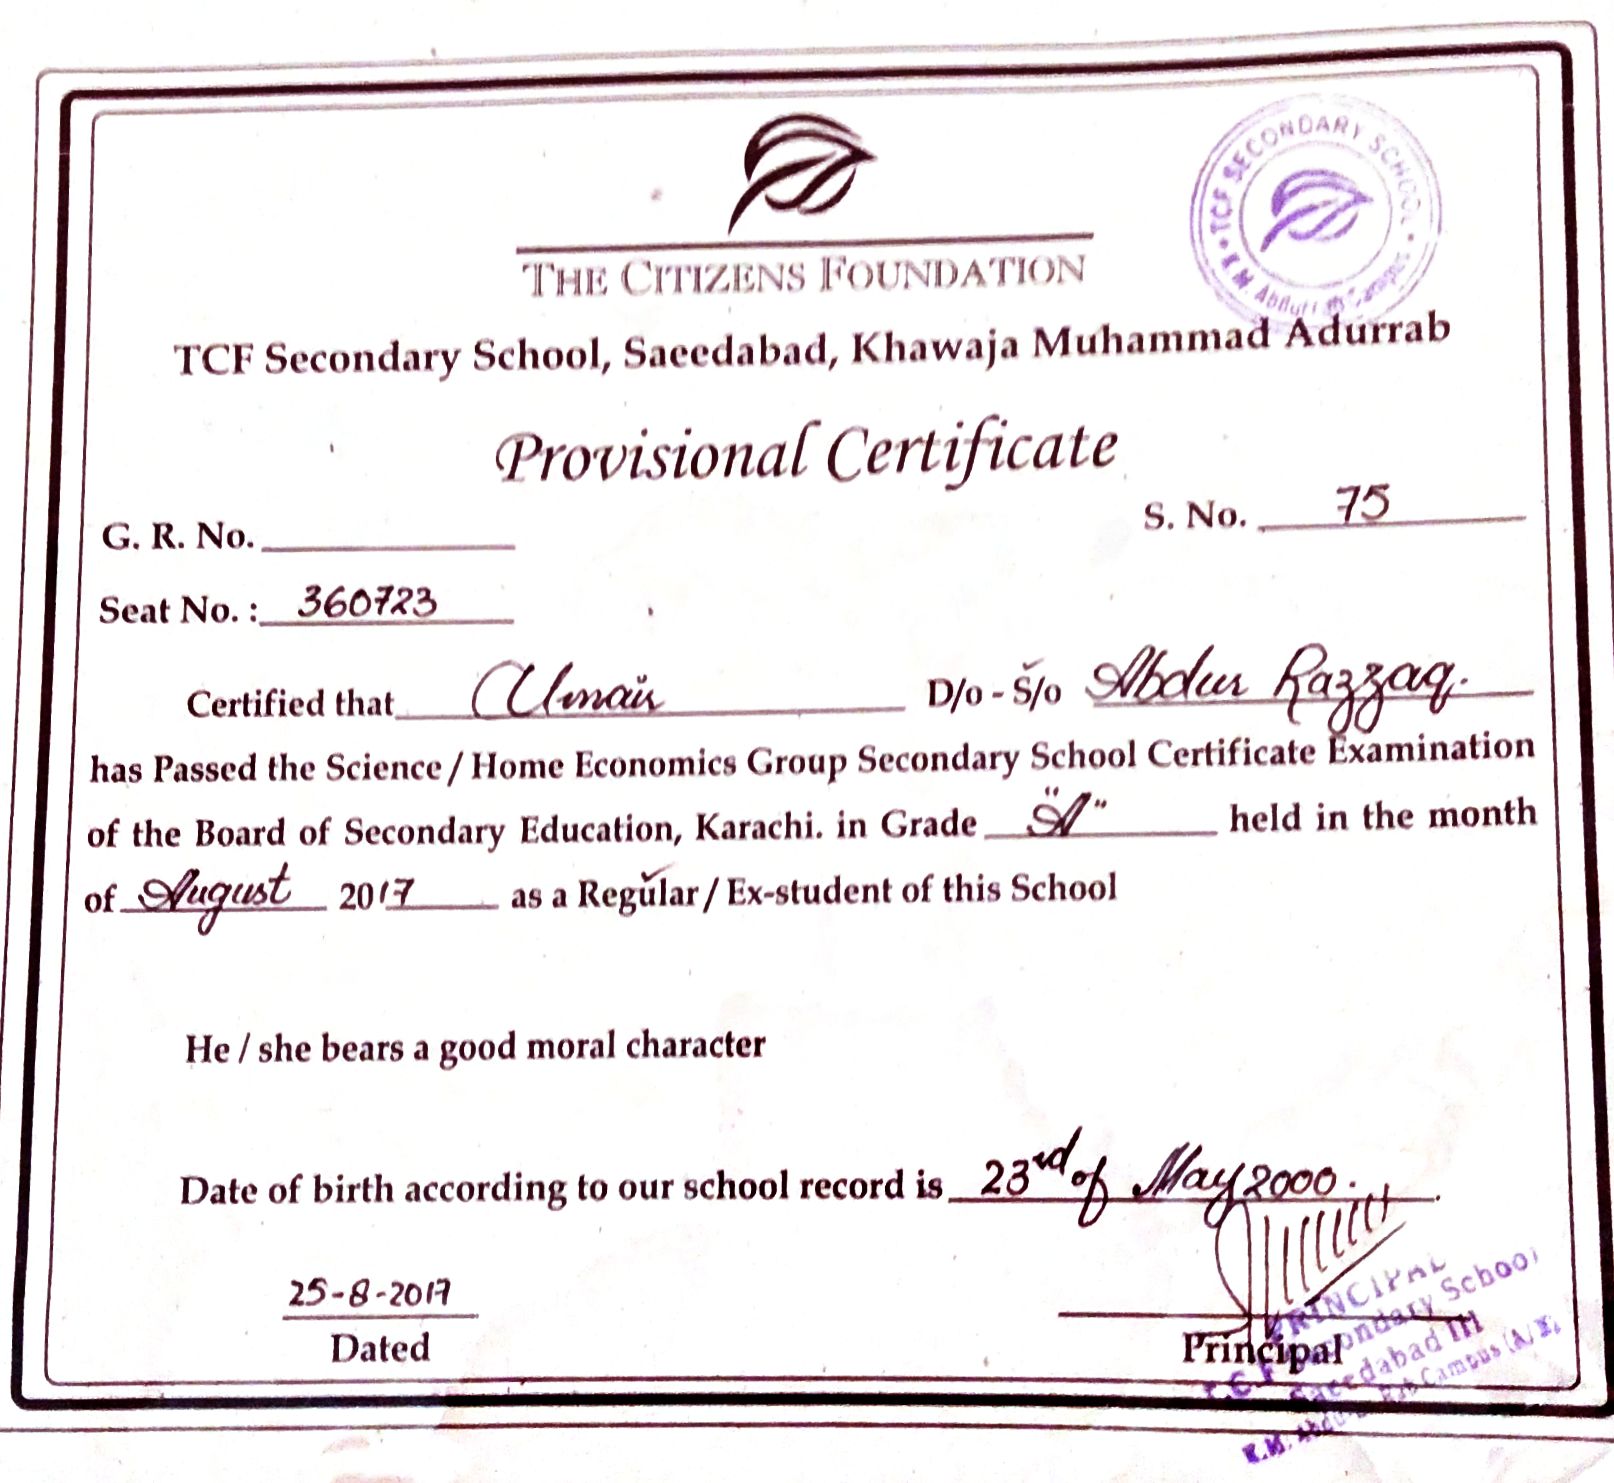 TCF SECONDARY SCHOOL
K.M. Abdul Campus
THE CITIZENS FOUNDATION
TCF Secondary School, Saeedabad, Khawaja Muhammad Adurrab
Provisional Certificate
G. R. No. S. No. 75
Seat No. : 360723
Certified that Umair D/o - S/o Abdur Razzaq.
has Passed the Science / Home Economics Group Secondary School Certificate Examination
of the Board of Secondary Education, Karachi. in Grade "A" held in the month
of August 2017 as a Regular / Ex-student of this School
He / she bears a good moral character
Date of birth according to our school record is 23rd of May 2000.
25-8-2017
Dated
Principal
PRINCIPAL
T.C.F Secondary School
Saeedabad III
K.M. Abdur Rab Campus